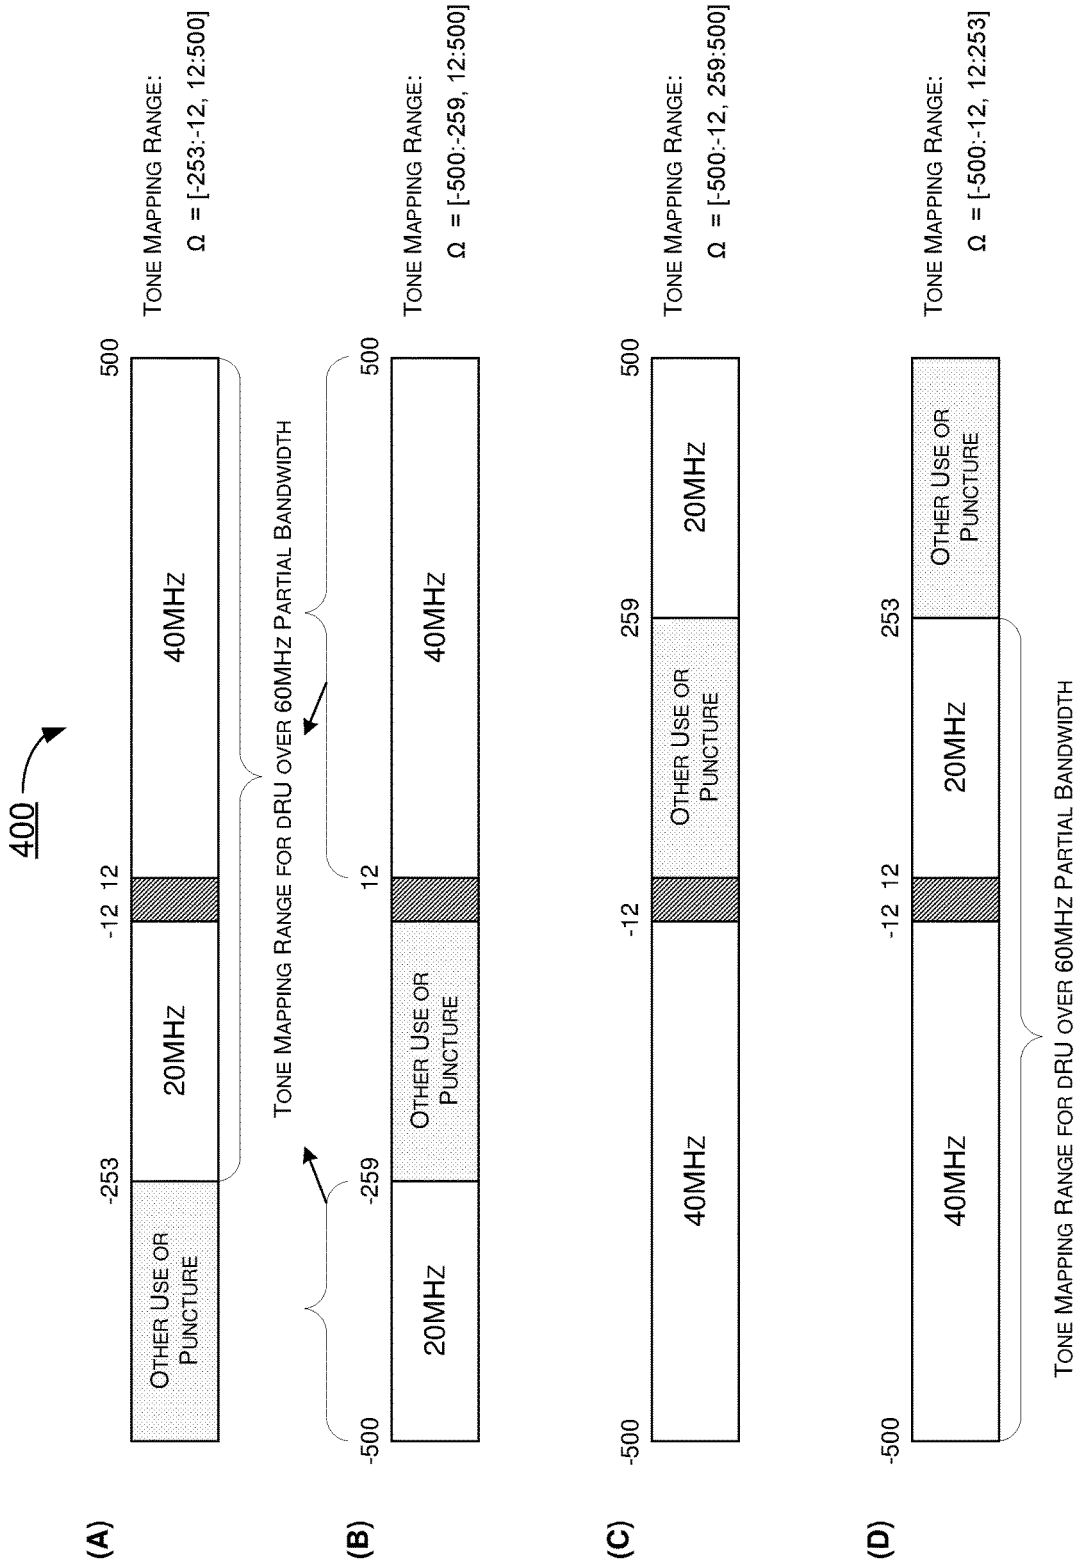 400
(A)
-253
-12
12
500
OTHER USE OR
PUNCTURE
20MHZ
40MHZ
TONE MAPPING RANGE:
Ω = [-253:-12, 12:500]
TONE MAPPING RANGE FOR DRU OVER 60MHZ PARTIAL BANDWIDTH
(B)
-500
-259
12
500
20MHZ
OTHER USE OR
PUNCTURE
40MHZ
TONE MAPPING RANGE:
Ω = [-500:-259, 12:500]
(C)
-500
-12
259
500
40MHZ
OTHER USE OR
PUNCTURE
20MHZ
TONE MAPPING RANGE:
Ω = [-500:-12, 259:500]
(D)
-500
-12
12
253
40MHZ
20MHZ
OTHER USE OR
PUNCTURE
TONE MAPPING RANGE:
Ω = [-500:-12, 12:253]
TONE MAPPING RANGE FOR DRU OVER 60MHZ PARTIAL BANDWIDTH